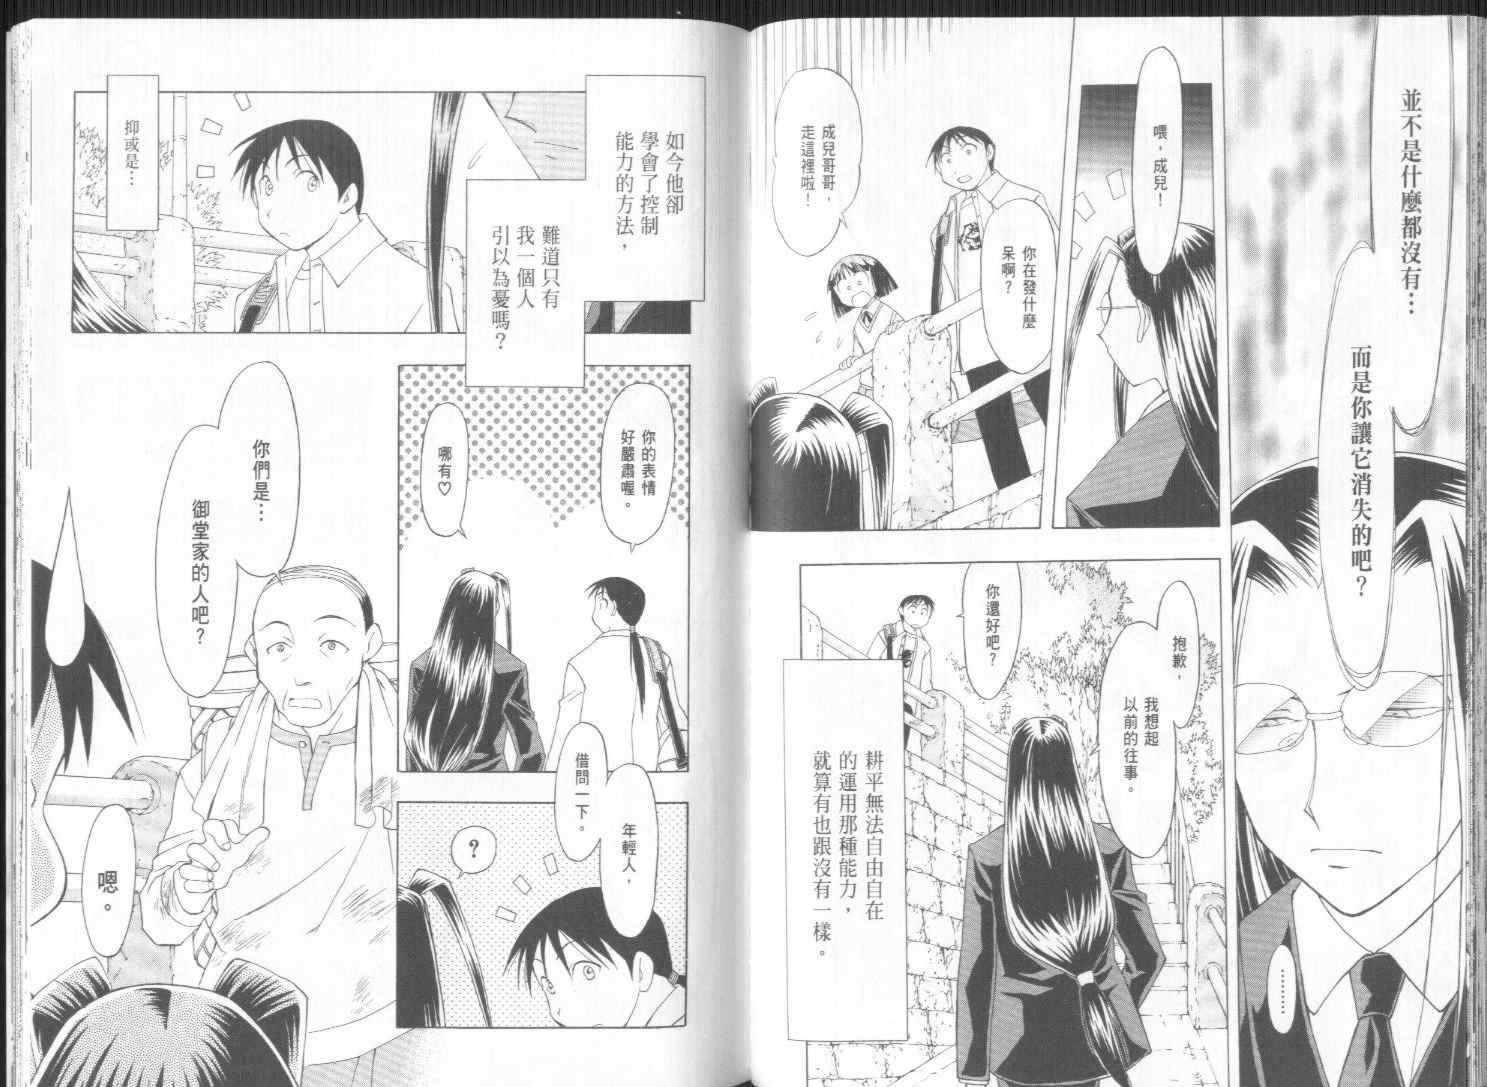 並不是什麼都沒有⋯
而是你讓它消失的吧？
⋯⋯⋯
喂，成兒！
你在發什麼
呆啊？
成兒哥哥，
走這裡啦！
抱歉，
我想起
以前的往事。
你還好吧？
耕平無法自由自在
的運用那種能力，
就算有也跟沒有一樣。
如今他卻
學會了控制
能力的方法，
難道只有
我一個人
引以為憂嗎？
抑或是⋯
你的表情
好嚴肅喔。
哪有♡
年輕人，
借問一下。
？
你們是⋯
御堂家的人吧？
嗯。